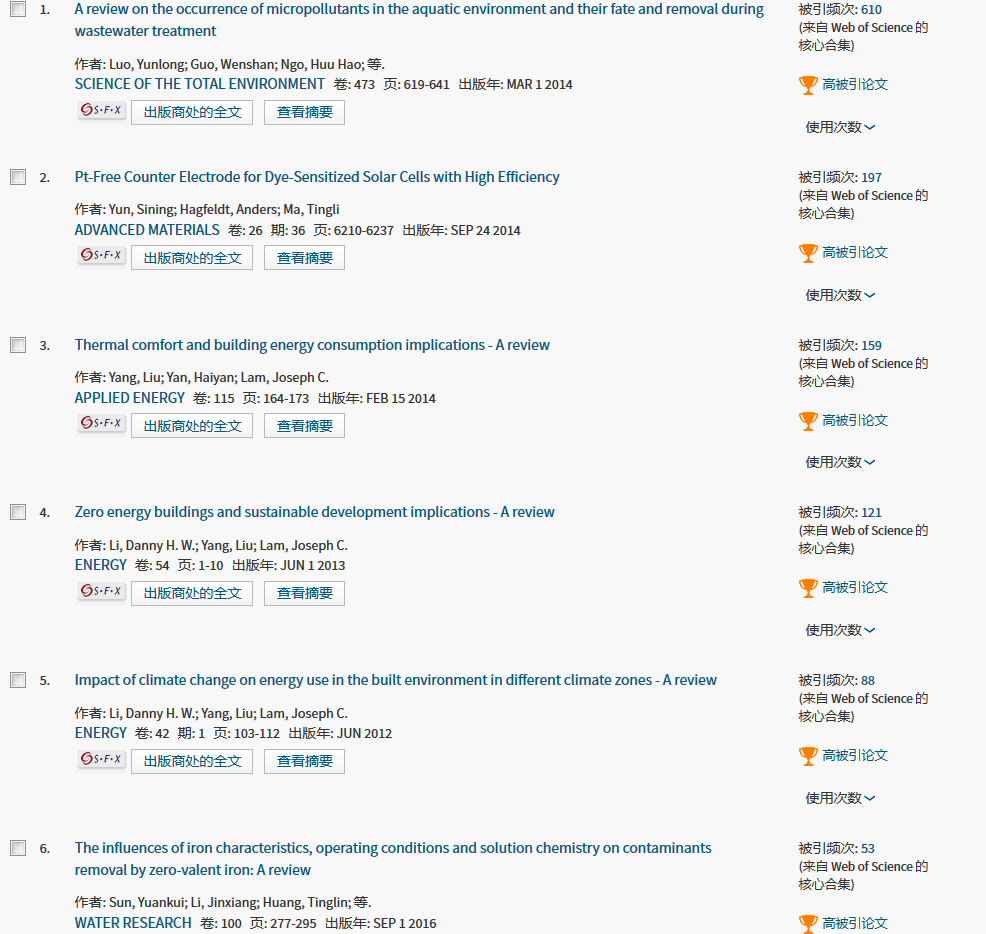 1. A review on the occurrence of micropollutants in the aquatic environment and their fate and removal during
wastewater treatment
作者: Luo, Yunlong; Guo, Wenshan; Ngo, Huu Hao; 等.
SCIENCE OF THE TOTAL ENVIRONMENT 卷: 473 页: 619-641 出版年: MAR 1 2014
S·F·X 出版商处的全文 查看摘要
被引频次: 610
(来自 Web of Science 的
核心合集)
高被引论文
使用次数
2. Pt-Free Counter Electrode for Dye-Sensitized Solar Cells with High Efficiency
作者: Yun, Sining; Hagfeldt, Anders; Ma, Tingli
ADVANCED MATERIALS 卷: 26 期: 36 页: 6210-6237 出版年: SEP 24 2014
S·F·X 出版商处的全文 查看摘要
被引频次: 197
(来自 Web of Science 的
核心合集)
高被引论文
使用次数
3. Thermal comfort and building energy consumption implications - A review
作者: Yang, Liu; Yan, Haiyan; Lam, Joseph C.
APPLIED ENERGY 卷: 115 页: 164-173 出版年: FEB 15 2014
S·F·X 出版商处的全文 查看摘要
被引频次: 159
(来自 Web of Science 的
核心合集)
高被引论文
使用次数
4. Zero energy buildings and sustainable development implications - A review
作者: Li, Danny H. W.; Yang, Liu; Lam, Joseph C.
ENERGY 卷: 54 页: 1-10 出版年: JUN 1 2013
S·F·X 出版商处的全文 查看摘要
被引频次: 121
(来自 Web of Science 的
核心合集)
高被引论文
使用次数
5. Impact of climate change on energy use in the built environment in different climate zones - A review
作者: Li, Danny H. W.; Yang, Liu; Lam, Joseph C.
ENERGY 卷: 42 期: 1 页: 103-112 出版年: JUN 2012
S·F·X 出版商处的全文 查看摘要
被引频次: 88
(来自 Web of Science 的
核心合集)
高被引论文
使用次数
6. The influences of iron characteristics, operating conditions and solution chemistry on contaminants
removal by zero-valent iron: A review
作者: Sun, Yuankui; Li, Jinxiang; Huang, Tinglin; 等.
WATER RESEARCH 卷: 100 页: 277-295 出版年: SEP 1 2016
被引频次: 53
(来自 Web of Science 的
核心合集)
高被引论文